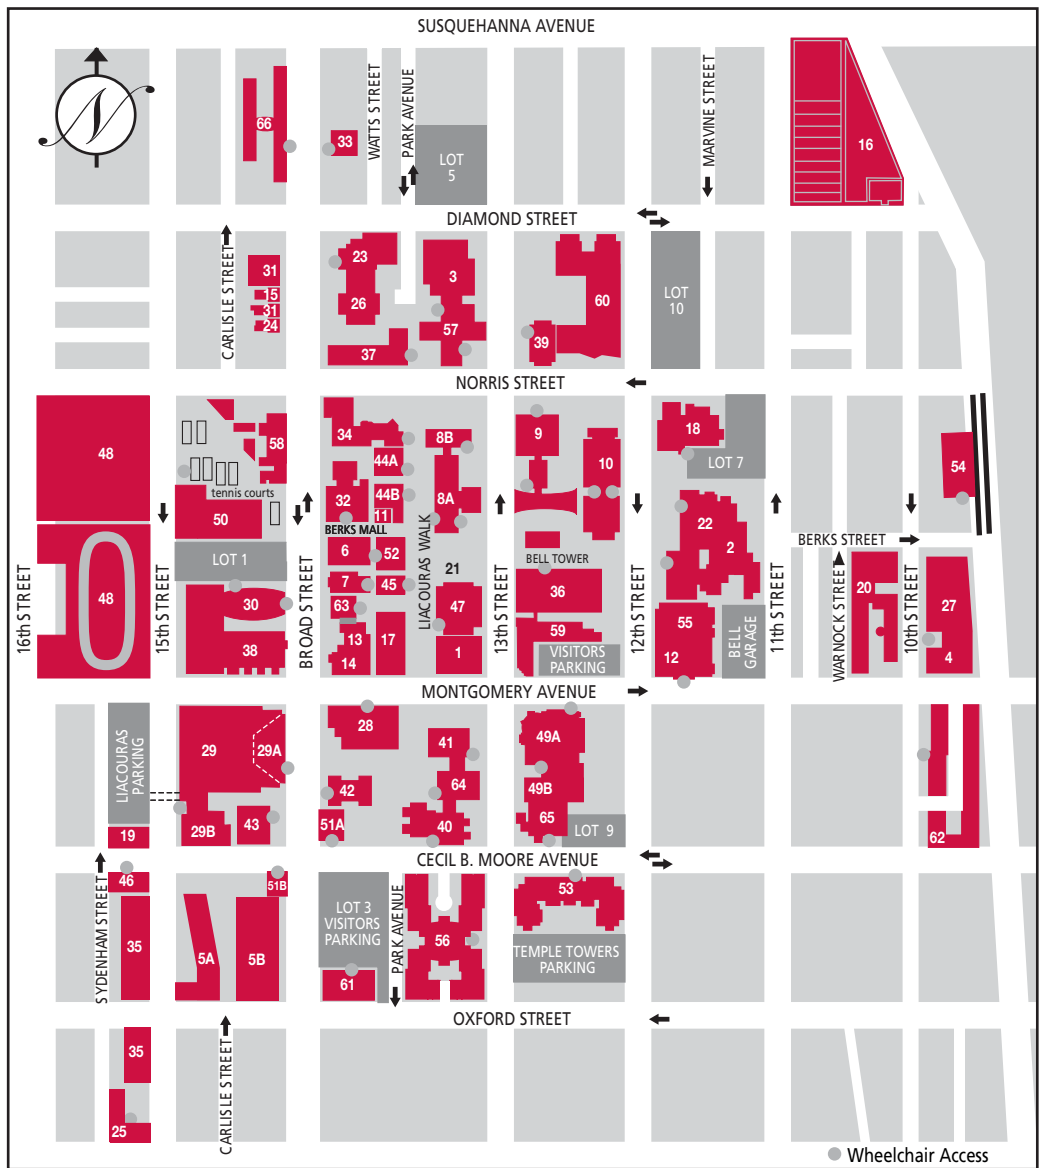 SUSQUEHANNA AVENUE
N
WATTS STREET
PARK AVENUE
MARVINE STREET
66
33
LOT
5
16
DIAMOND STREET
CARLISLE STREET
31
15
31
24
23
26
37
3
57
39
60
LOT
10
NORRIS STREET
16th STREET
48
48
15th STREET
58
tennis courts
50
LOT 1
30
38
BROAD STREET
34
44A
32
44B
11
BERKS MALL
6
52
7
45
63
13
14
17
8B
8A
LIACOURAS WALK
21
47
1
13th STREET
9
10
BELL TOWER
36
59
VISITORS
PARKING
12th STREET
18
LOT 7
22
2
55
12
BELL
GARAGE
11th STREET
BERKS STREET
WARNOCK STREET
20
10th STREET
54
27
4
MONTGOMERY AVENUE
LIACOURAS
PARKING
19
29
29A
29B
43
28
42
51A
41
64
40
49A
49B
65
LOT 9
62
CECIL B. MOORE AVENUE
SYDENHAM STREET
46
35
5A
5B
51B
LOT 3
VISITORS
PARKING
61
PARK AVENUE
56
53
TEMPLE TOWERS
PARKING
OXFORD STREET
35
25
CARLISLE STREET
Wheelchair Access